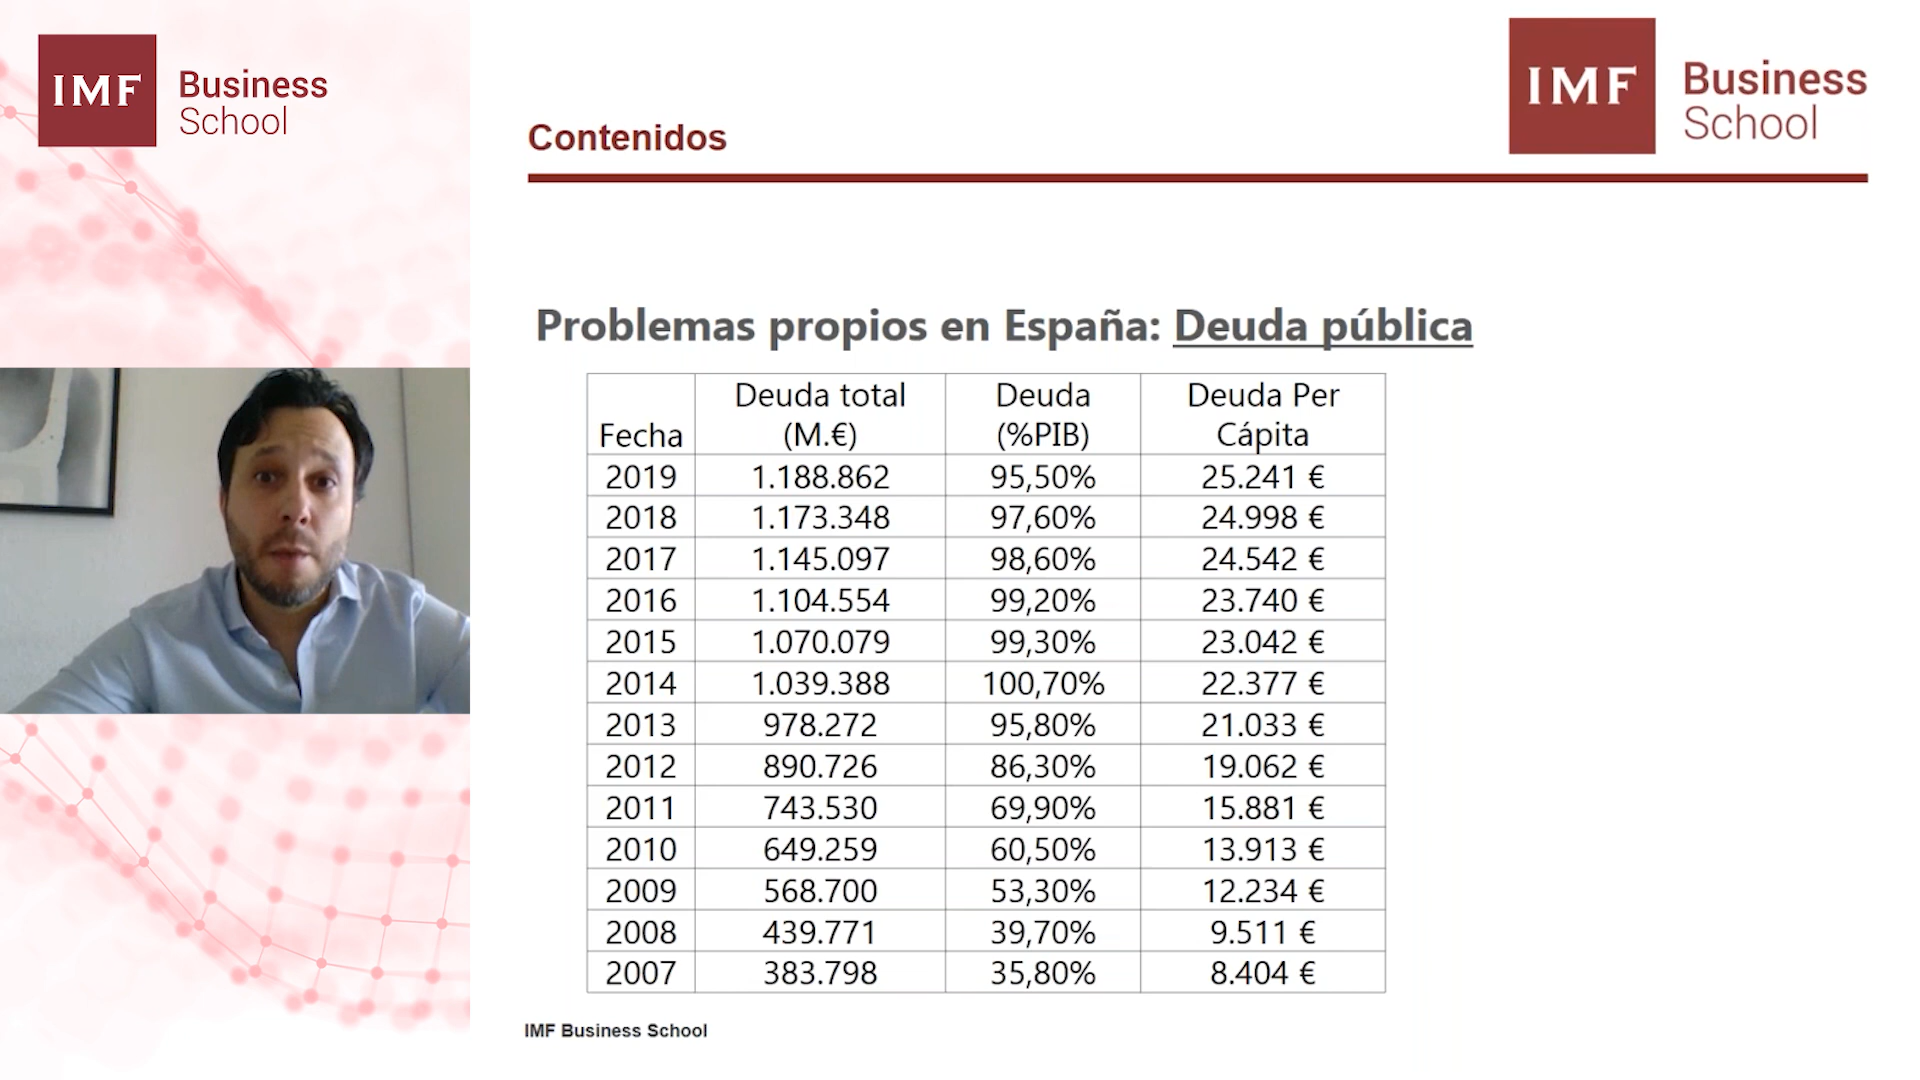 IMF Business
School
IMF Business
School
Contenidos
Problemas propios en España: Deuda pública
Fecha Deuda total (M.€) Deuda (%PIB) Deuda Per Cápita
2019 1.188.862 95,50% 25.241 €
2018 1.173.348 97,60% 24.998 €
2017 1.145.097 98,60% 24.542 €
2016 1.104.554 99,20% 23.740 €
2015 1.070.079 99,30% 23.042 €
2014 1.039.388 100,70% 22.377 €
2013 978.272 95,80% 21.033 €
2012 890.726 86,30% 19.062 €
2011 743.530 69,90% 15.881 €
2010 649.259 60,50% 13.913 €
2009 568.700 53,30% 12.234 €
2008 439.771 39,70% 9.511 €
2007 383.798 35,80% 8.404 €
IMF Business School